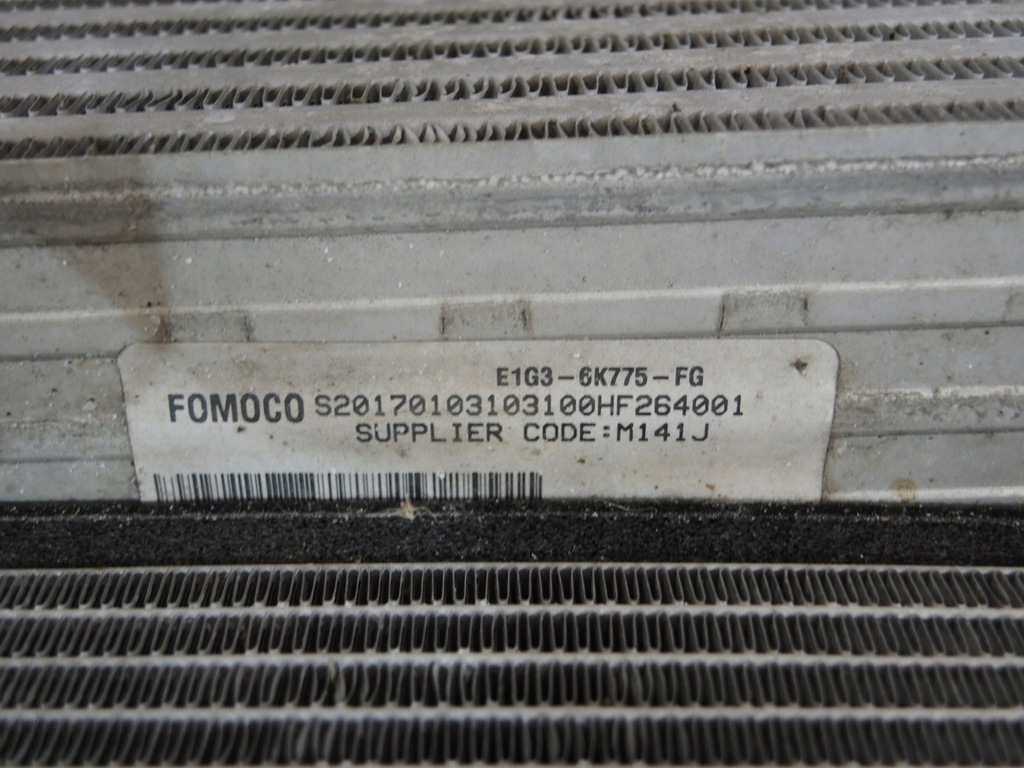 E1G3-6K775-FG
FOMOCO S20170103103100HF264001
SUPPLIER CODE:M141J